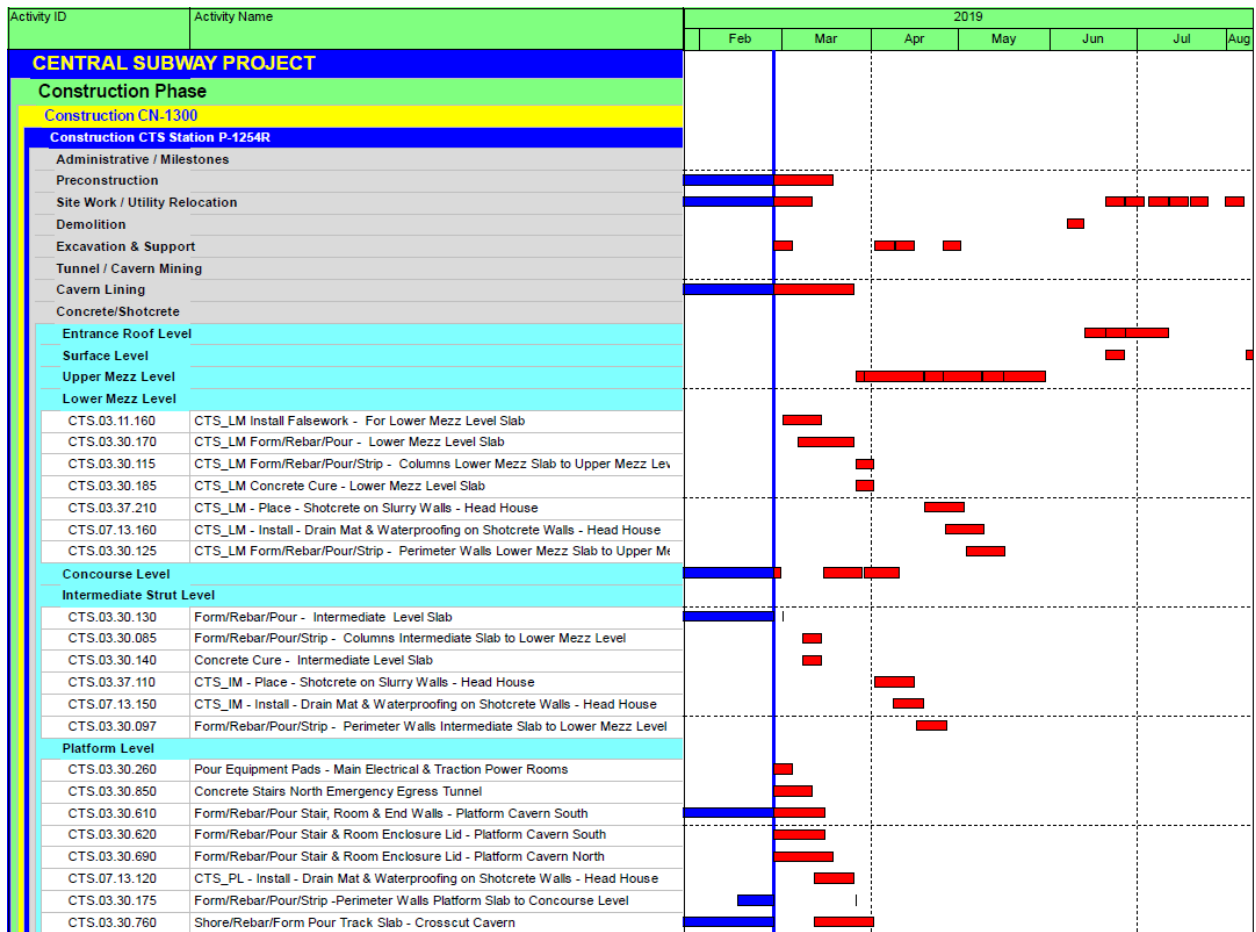 Activity ID Activity Name 2019
Feb Mar Apr May Jun Jul Aug
CENTRAL SUBWAY PROJECT
Construction Phase
Construction CN-1300
Construction CTS Station P-1254R
Administrative / Milestones
Preconstruction
Site Work / Utility Relocation
Demolition
Excavation & Support
Tunnel / Cavern Mining
Cavern Lining
Concrete/Shotcrete
Entrance Roof Level
Surface Level
Upper Mezz Level
Lower Mezz Level
CTS.03.11.160 CTS_LM Install Falsework - For Lower Mezz Level Slab
CTS.03.30.170 CTS_LM Form/Rebar/Pour - Lower Mezz Level Slab
CTS.03.30.115 CTS_LM Form/Rebar/Pour/Strip - Columns Lower Mezz Slab to Upper Mezz Lev
CTS.03.30.185 CTS_LM Concrete Cure - Lower Mezz Level Slab
CTS.03.37.210 CTS_LM - Place - Shotcrete on Slurry Walls - Head House
CTS.07.13.160 CTS_LM - Install - Drain Mat & Waterproofing on Shotcrete Walls - Head House
CTS.03.30.125 CTS_LM Form/Rebar/Pour/Strip - Perimeter Walls Lower Mezz Slab to Upper Me
Concourse Level
Intermediate Strut Level
CTS.03.30.130 Form/Rebar/Pour - Intermediate Level Slab
CTS.03.30.085 Form/Rebar/Pour/Strip - Columns Intermediate Slab to Lower Mezz Level
CTS.03.30.140 Concrete Cure - Intermediate Level Slab
CTS.03.37.110 CTS_IM - Place - Shotcrete on Slurry Walls - Head House
CTS.07.13.150 CTS_IM - Install - Drain Mat & Waterproofing on Shotcrete Walls - Head House
CTS.03.30.097 Form/Rebar/Pour/Strip - Perimeter Walls Intermediate Slab to Lower Mezz Level
Platform Level
CTS.03.30.260 Pour Equipment Pads - Main Electrical & Traction Power Rooms
CTS.03.30.850 Concrete Stairs North Emergency Egress Tunnel
CTS.03.30.610 Form/Rebar/Pour Stair, Room & End Walls - Platform Cavern South
CTS.03.30.620 Form/Rebar/Pour Stair & Room Enclosure Lid - Platform Cavern South
CTS.03.30.690 Form/Rebar/Pour Stair & Room Enclosure Lid - Platform Cavern North
CTS.07.13.120 CTS_PL - Install - Drain Mat & Waterproofing on Shotcrete Walls - Head House
CTS.03.30.175 Form/Rebar/Pour/Strip -Perimeter Walls Platform Slab to Concourse Level
CTS.03.30.760 Shore/Rebar/Form Pour Track Slab - Crosscut Cavern